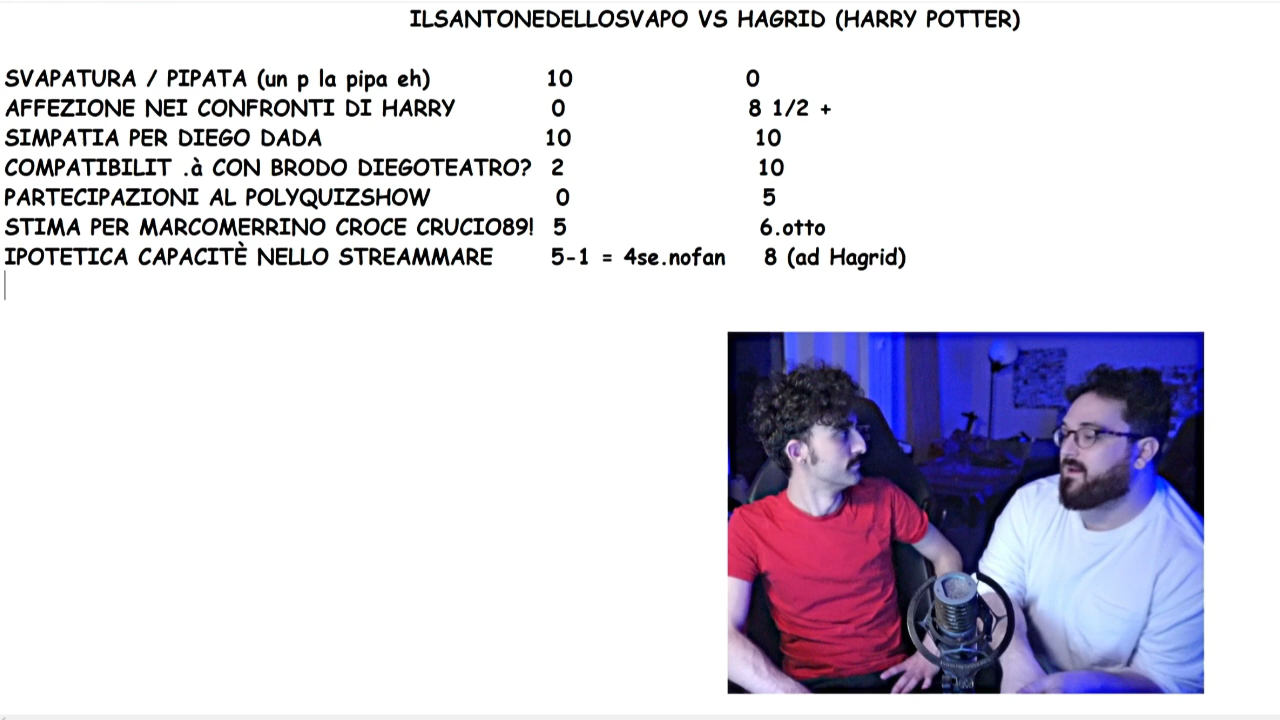 ILSANTONEDELLOSVAPO VS HAGRID (HARRY POTTER)
SVAPATURA / PIPATA (un p la pipa eh) 10 0
AFFEZIONE NEI CONFRONTI DI HARRY 0 8 1/2 +
SIMPATIA PER DIEGO DADA 10 10
COMPATIBILIT .à CON BRODO DIEGOTEATRO? 2 10
PARTECIPAZIONI AL POLYQUIZSHOW 0 5
STIMA PER MARCOMERRINO CROCE CRUCIO89! 5 6.otto
IPOTETICA CAPACITÈ NELLO STREAMMARE 5-1 = 4se.nofan 8 (ad Hagrid)